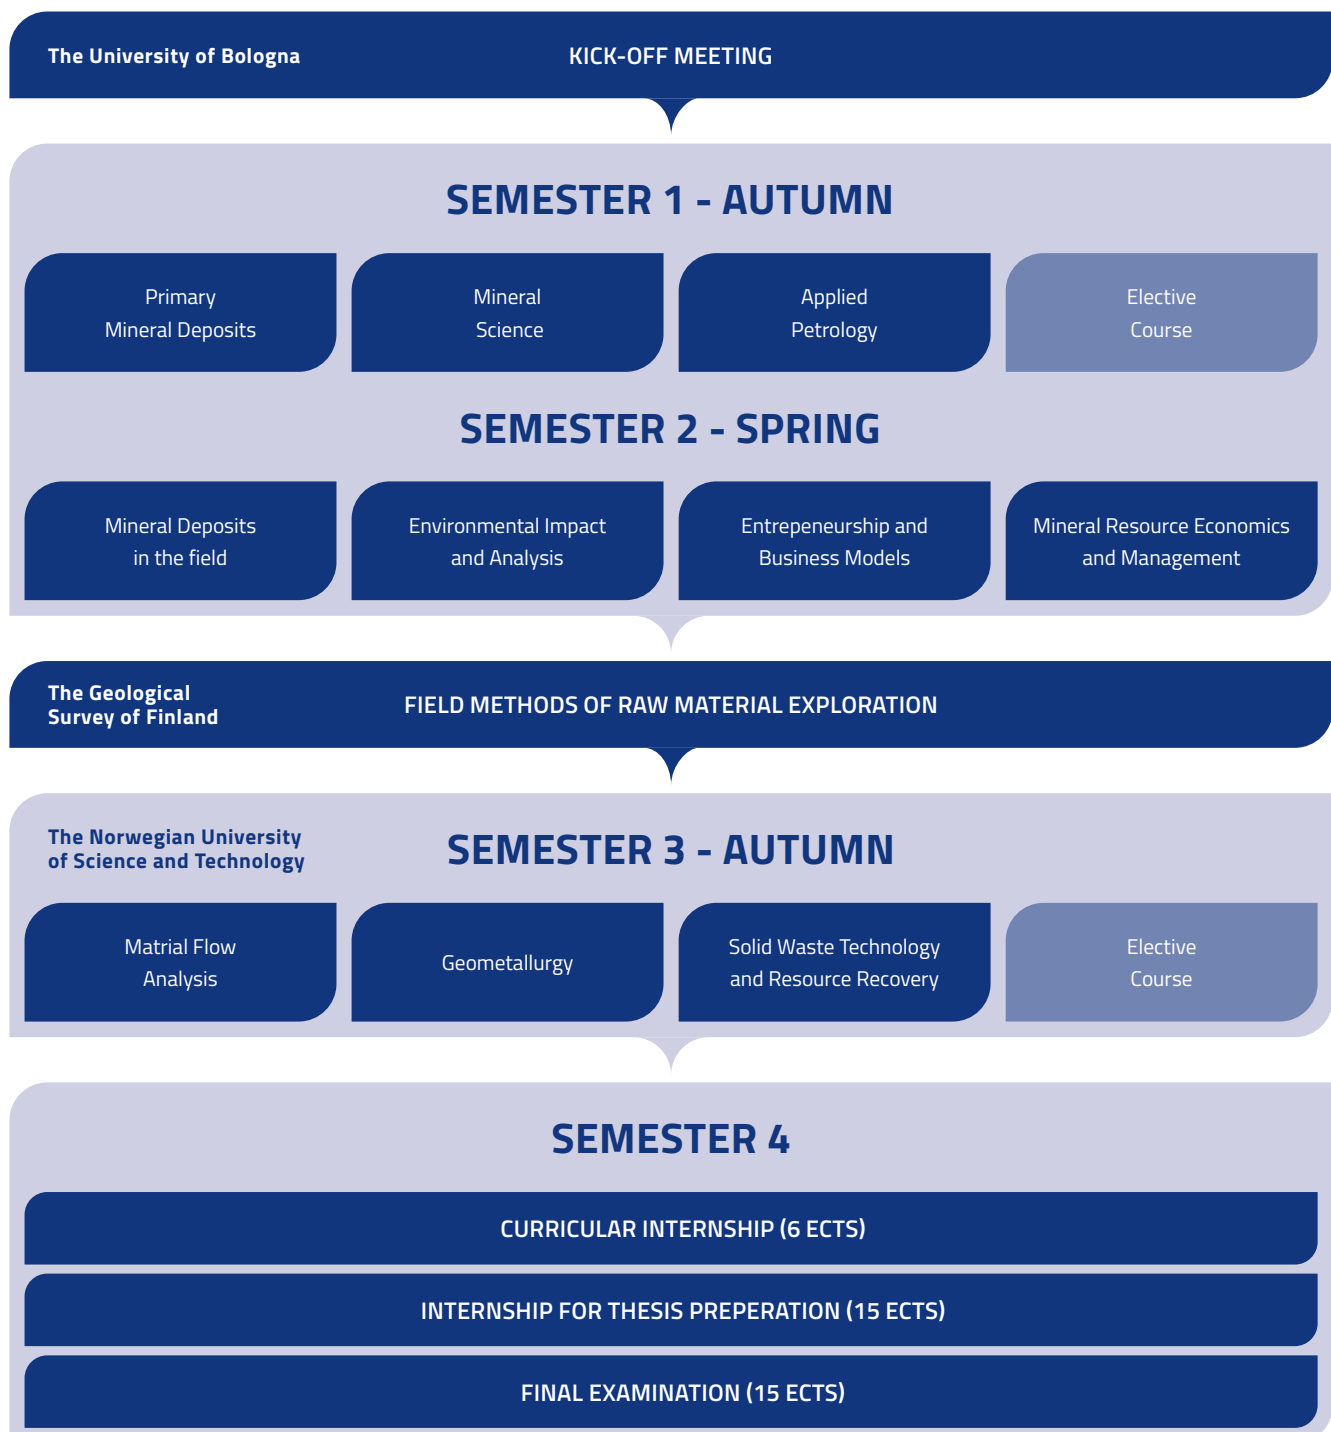 The University of Bologna
KICK-OFF MEETING
SEMESTER 1 - AUTUMN
Primary
Mineral Deposits
Mineral
Science
Applied
Petrology
Elective
Course
SEMESTER 2 - SPRING
Mineral Deposits
in the field
Environmental Impact
and Analysis
Entrepeneurship and
Business Models
Mineral Resource Economics
and Management
The Geological
Survey of Finland
FIELD METHODS OF RAW MATERIAL EXPLORATION
The Norwegian University
of Science and Technology
SEMESTER 3 - AUTUMN
Matrial Flow
Analysis
Geometallurgy
Solid Waste Technology
and Resource Recovery
Elective
Course
SEMESTER 4
CURRICULAR INTERNSHIP (6 ECTS)
INTERNSHIP FOR THESIS PREPERATION (15 ECTS)
FINAL EXAMINATION (15 ECTS)